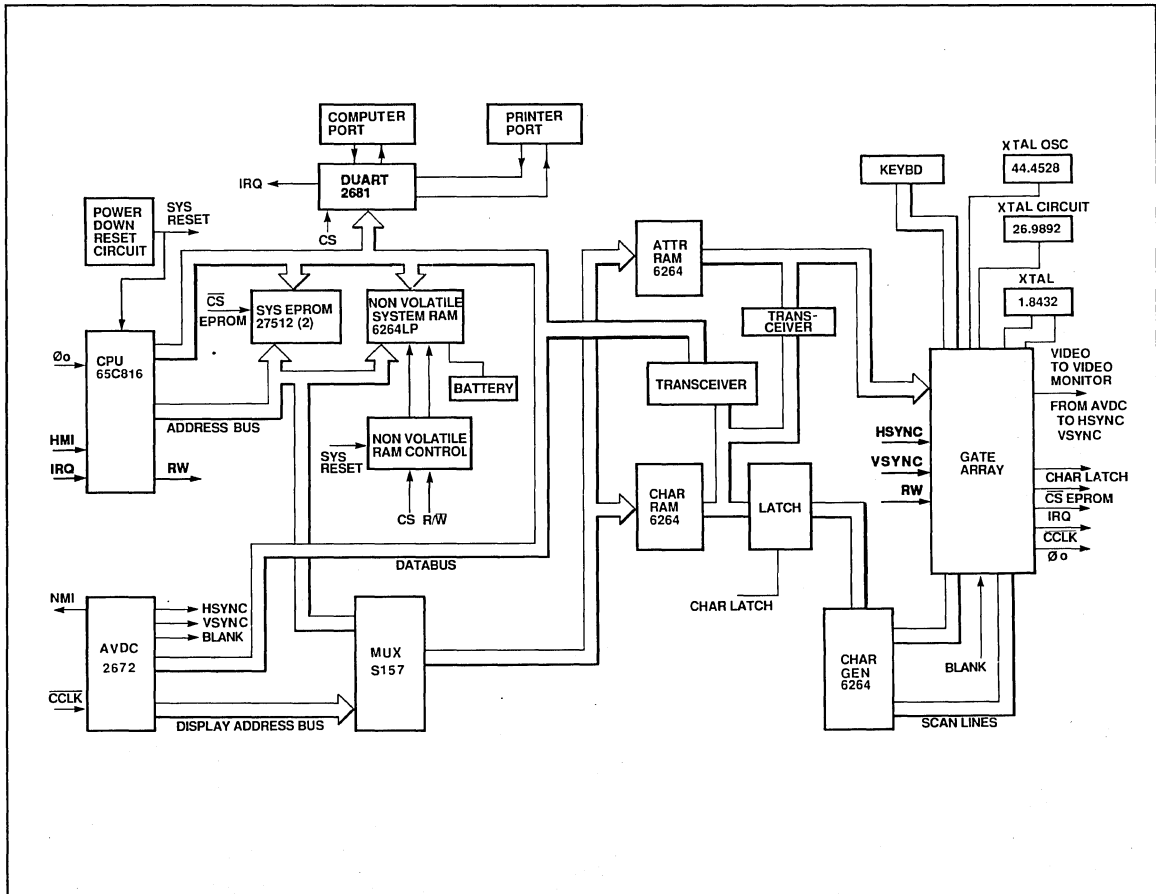 COMPUTER
PORT
PRINTER
PORT
DUART
2681
IRQ
CS
POWER
DOWN
RESET
CIRCUIT
SYS
RESET
CS
EPROM
SYS EPROM
27512 (2)
NON VOLATILE
SYSTEM RAM
6264LP
BATTERY
Øo
CPU
65C816
ADDRESS BUS
HMI
IRQ
RW
SYS
RESET
NON VOLATILE
RAM CONTROL
CS R/W
DATABUS
NMI
AVDC
2672
HSYNC
VSYNC
BLANK
CCLK
DISPLAY ADDRESS BUS
MUX
S157
ATTR
RAM
6264
TRANS-
CEIVER
TRANSCEIVER
CHAR
RAM
6264
LATCH
CHAR LATCH
CHAR
GEN
6264
SCAN LINES
BLANK
KEYBD
XTAL OSC
44.4528
XTAL CIRCUIT
26.9892
XTAL
1.8432
HSYNC
VSYNC
RW
GATE
ARRAY
VIDEO
TO VIDEO
MONITOR
FROM AVDC
TO HSYNC
VSYNC
CHAR LATCH
CS EPROM
IRQ
CCLK
Øo